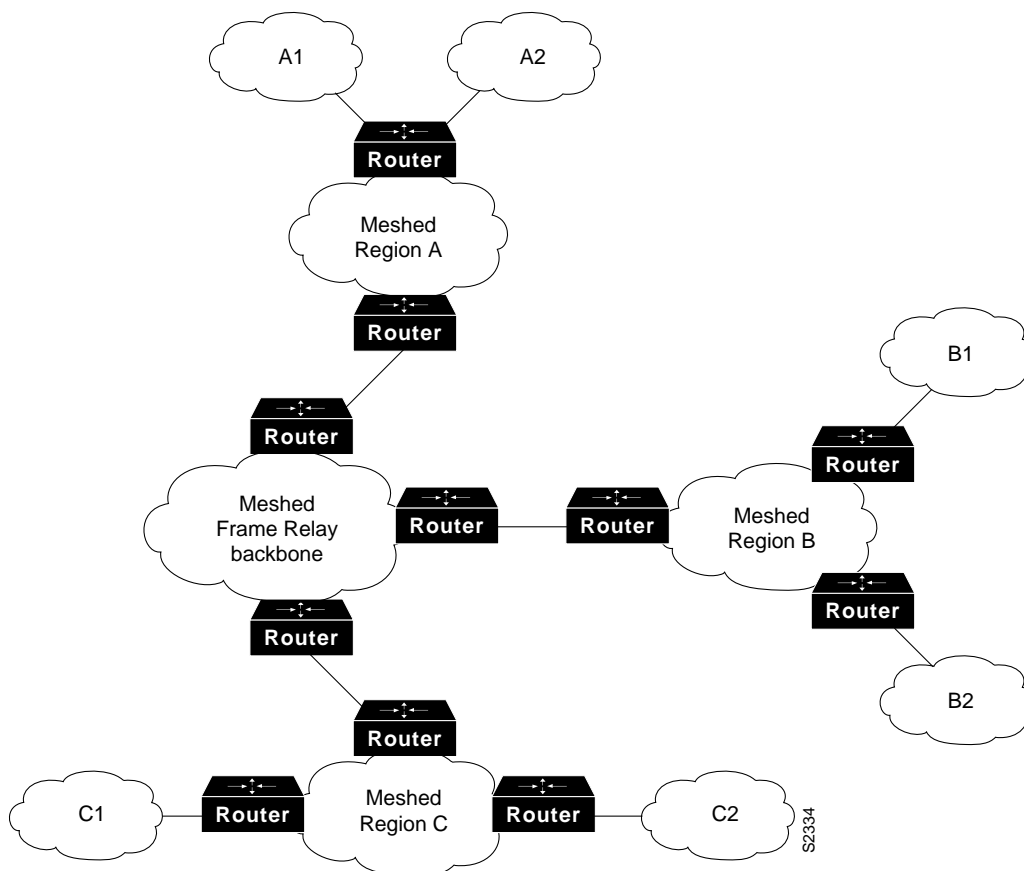 A1
A2
Router
Meshed
Region A
Router
B1
Router
Router
Meshed
Frame Relay
backbone
Router
Router
Meshed
Region B
Router
Router
B2
Router
C1
Router
Meshed
Region C
Router
C2
S2334